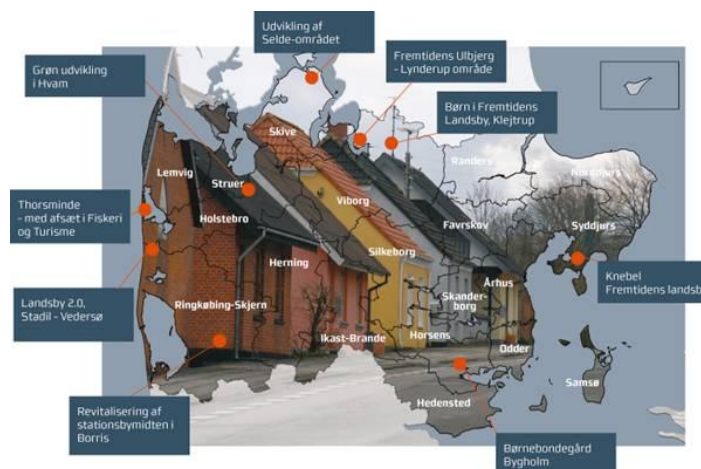 Udvikling af
Selde-området
Grøn udvikling
i Hvam
Fremtidens Ulbjerg
- Lynderup område
Børn i Fremtidens
Landsby, Klejtrup
Skive
Randers
Norddjurs
Lemvig
Struer
Viborg
Thorsminde
- med afsæt i Fiskeri
og Turisme
Holstebro
Favrskov
Syddjurs
Silkeborg
Herning
Århus
Knebel
Fremtidens landsb
Landsby 2.0,
Stadil - Vedersø
Ringkøbing-Skjern
Skander-
borg
Ikast-Brande
Horsens
Odder
Samsø
Hedensted
Revitalisering af
stationsbymidten i
Borris
Børnebondegård
Bygholm